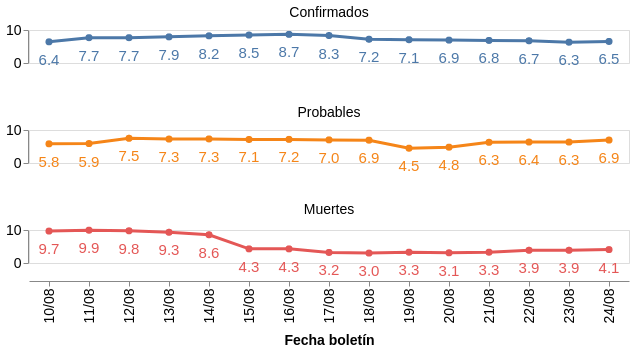 Confirmados
10
0
6.4 7.7 7.7 7.9 8.2 8.5 8.7 8.3 7.2 7.1 6.9 6.8 6.7 6.3 6.5
Probables
10
0
5.8 5.9 7.5 7.3 7.3 7.1 7.2 7.0 6.9 4.5 4.8 6.3 6.4 6.3 6.9
Muertes
10
0
9.7 9.9 9.8 9.3 8.6 4.3 4.3 3.2 3.0 3.3 3.1 3.3 3.9 3.9 4.1
10/08 11/08 12/08 13/08 14/08 15/08 16/08 17/08 18/08 19/08 20/08 21/08 22/08 23/08 24/08
Fecha boletín